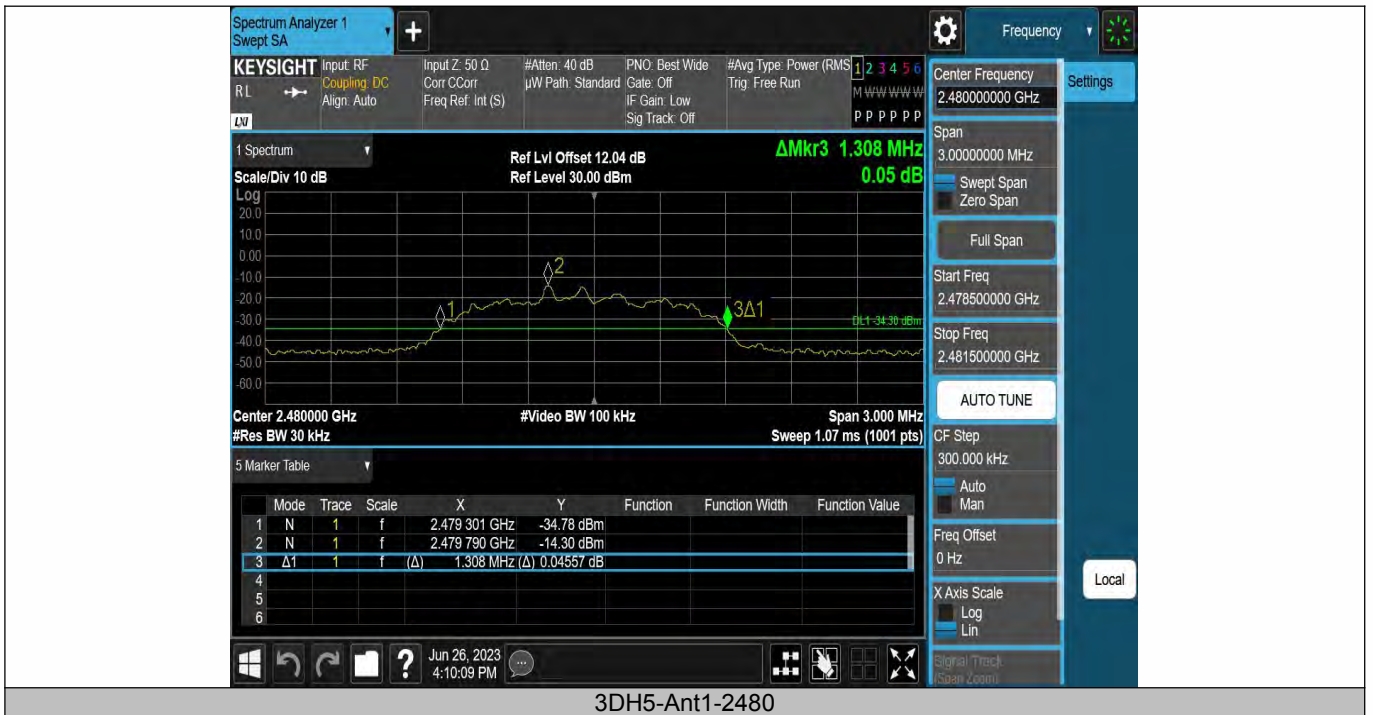 Spectrum Analyzer 1
Swept SA
+
Frequency
KEYSIGHT
RL
LXI
Input: RF
Coupling: DC
Align: Auto
Input Z: 50 Ω
Corr CCorr
Freq Ref: Int (S)
#Atten: 40 dB
µW Path: Standard
PNO: Best Wide
Gate: Off
IF Gain: Low
Sig Track: Off
#Avg Type: Power (RMS
Trig: Free Run
1 2 3 4 5 6
M W W W W W
P P P P P P
1 Spectrum
Scale/Div 10 dB
Ref Lvl Offset 12.04 dB
Ref Level 30.00 dBm
ΔMkr3 1.308 MHz
0.05 dB
Log
20.0
10.0
0.00
-10.0
-20.0
-30.0
-40.0
-50.0
-60.0
1
2
3Δ1
DL1 -34.30 dBm
Center 2.480000 GHz
#Video BW 100 kHz
Span 3.000 MHz
#Res BW 30 kHz
Sweep 1.07 ms (1001 pts)
5 Marker Table
Mode Trace Scale X Y Function Function Width Function Value
1 N 1 f 2.479 301 GHz -34.78 dBm
2 N 1 f 2.479 790 GHz -14.30 dBm
3 Δ1 1 f (Δ) 1.308 MHz (Δ) 0.04557 dB
4
5
6
Jun 26, 2023
4:10:09 PM
Center Frequency
2.480000000 GHz
Settings
Span
3.00000000 MHz
Swept Span
Zero Span
Full Span
Start Freq
2.478500000 GHz
Stop Freq
2.481500000 GHz
AUTO TUNE
CF Step
300.000 kHz
Auto
Man
Freq Offset
0 Hz
X Axis Scale
Log
Lin
Signal Track
(Span Zoom)
Local
3DH5-Ant1-2480